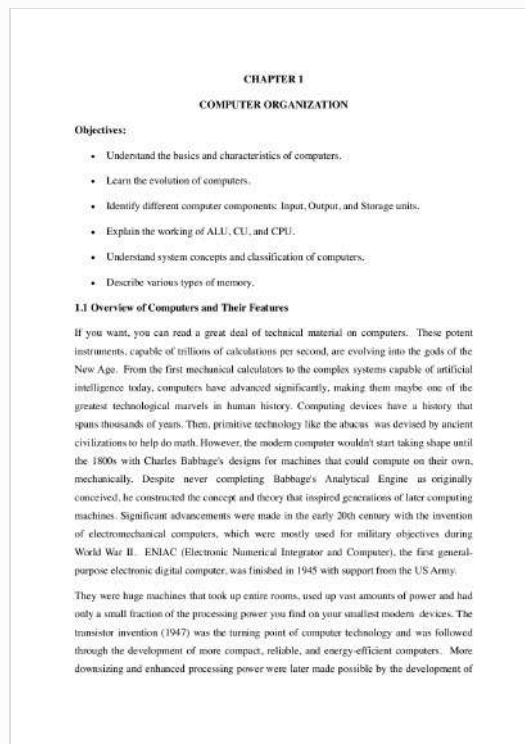 CHAPTER 1
COMPUTER ORGANIZATION
Objectives:
• Understand the basics and characteristics of computers.
• Learn the evolution of computers.
• Identify different computer components: Input, Output, and Storage units.
• Explain the working of ALU, CU, and CPU.
• Understand system concepts and classification of computers.
• Describe various types of memory.
1.1 Overview of Computers and Their Features
If you want, you can read a great deal of technical material on computers. These potent
instruments, capable of trillions of calculations per second, are evolving into the gods of the
New Age. From the first mechanical calculators to the complex systems capable of artificial
intelligence today, computers have advanced significantly, making them maybe one of the
greatest technological marvels in human history. Computing devices have a history that
spans thousands of years. Then, primitive technology like the abacus was devised by ancient
civilizations to help do math. However, the modern computer wouldn't start taking shape until
the 1800s with Charles Babbage's designs for machines that could compute on their own,
mechanically. Despite never completing Babbage's Analytical Engine as originally
conceived, he constructed the concept and theory that inspired generations of later computing
machines. Significant advancements were made in the early 20th century with the invention
of electromechanical computers, which were mostly used for military objectives during
World War II. ENIAC (Electronic Numerical Integrator and Computer), the first general-
purpose electronic digital computer, was finished in 1945 with support from the US Army.
They were huge machines that took up entire rooms, used up vast amounts of power and had
only a small fraction of the processing power you find on your smallest modern devices. The
transistor invention (1947) was the turning point of computer technology and was followed
through the development of more compact, reliable, and energy-efficient computers. More
downsizing and enhanced processing power were later made possible by the development of